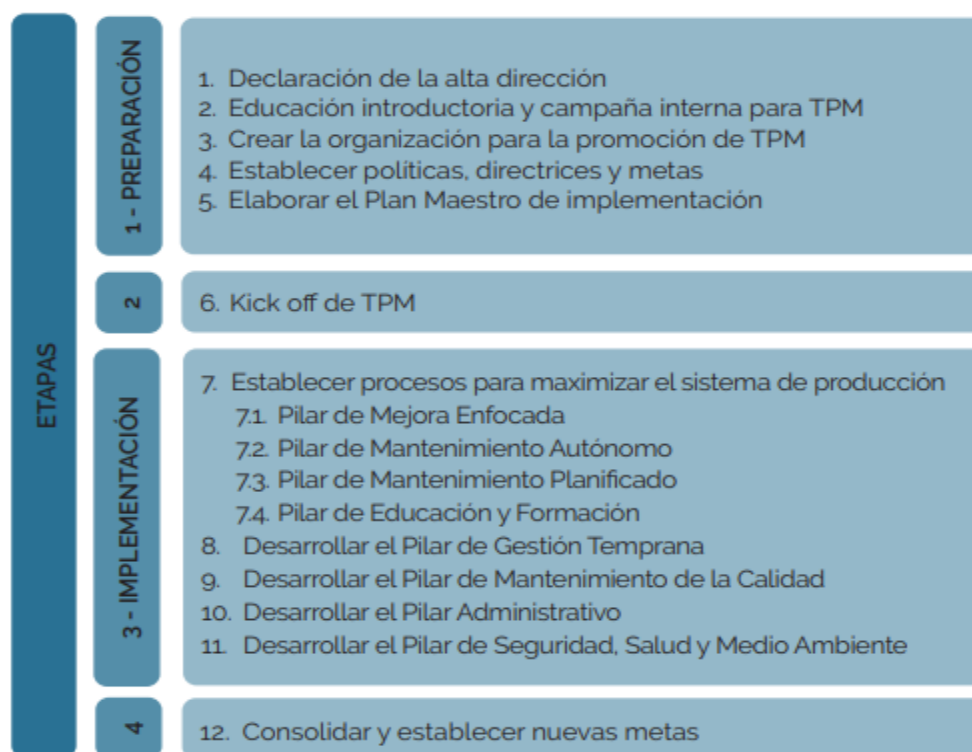 ETAPAS
1 - PREPARACIÓN
1. Declaración de la alta dirección
2. Educación introductoria y campaña interna para TPM
3. Crear la organización para la promoción de TPM
4. Establecer políticas, directrices y metas
5. Elaborar el Plan Maestro de implementación
2
6. Kick off de TPM
3 - IMPLEMENTACIÓN
7. Establecer procesos para maximizar el sistema de producción
7.1. Pilar de Mejora Enfocada
7.2. Pilar de Mantenimiento Autónomo
7.3. Pilar de Mantenimiento Planificado
7.4. Pilar de Educación y Formación
8. Desarrollar el Pilar de Gestión Temprana
9. Desarrollar el Pilar de Mantenimiento de la Calidad
10. Desarrollar el Pilar Administrativo
11. Desarrollar el Pilar de Seguridad, Salud y Medio Ambiente
4
12. Consolidar y establecer nuevas metas